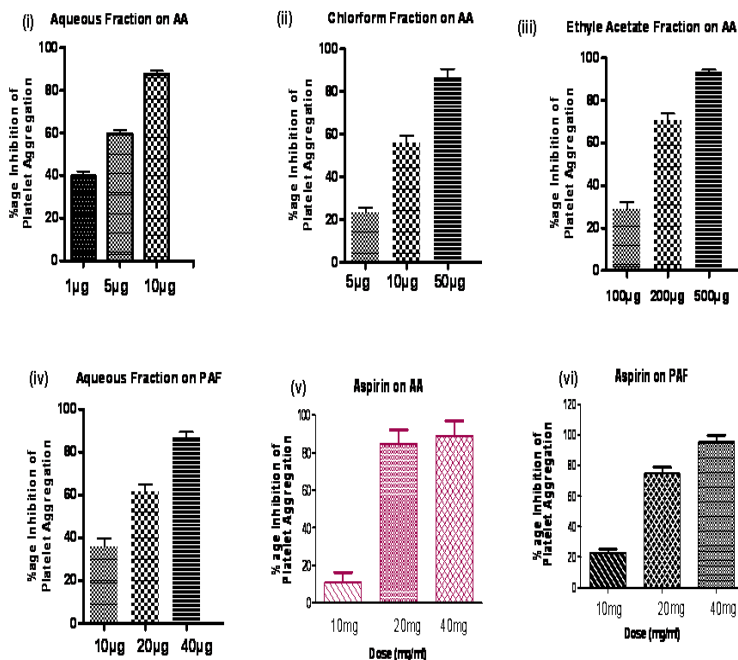 (i)
Aqueous Fraction on AA
%age Inhibition of
Platelet Aggregation
100
80
60
40
20
0
1µg 5µg 10µg
(ii)
Chlorform Fraction on AA
%age Inhibition of
Platelet Aggregation
100
80
60
40
20
0
5µg 10µg 50µg
(iii)
Ethyle Acetate Fraction on AA
%age Inhibition of
Platelet Aggregation
100
80
60
40
20
0
100µg 200µg 500µg
(iv)
Aqueous Fraction on PAF
%age Inhibition of
Platelet Aggregation
100
80
60
40
20
0
10µg 20µg 40µg
(v)
Aspirin on AA
% age Inhibition of
Platelet Aggregation
100
80
60
40
20
0
10mg 20mg 40mg
Dose (mg/ml)
(vi)
Aspirin on PAF
% age Inhibition of
Platelet Aggregation
120
100
80
60
40
20
0
10mg 20mg 40mg
Dose (mg/ml)